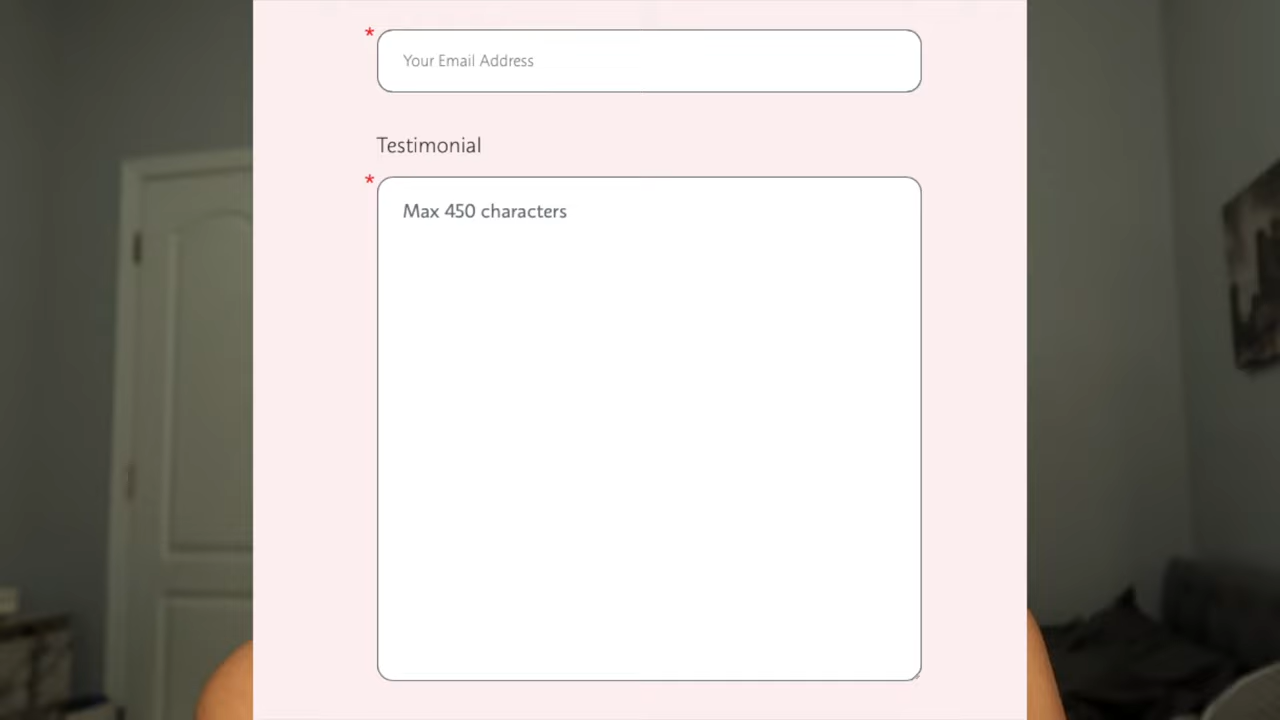 *
Your Email Address
Testimonial
*
Max 450 characters